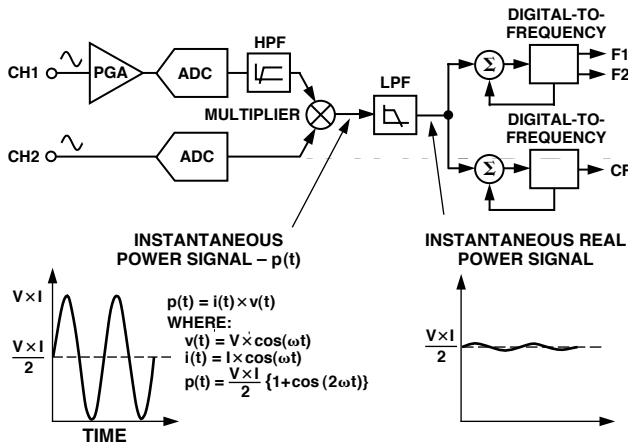 DIGITAL-TO-
FREQUENCY
HPF
F1
CH1
PGA
ADC
Σ
F2
LPF
MULTIPLIER
DIGITAL-TO-
FREQUENCY
CH2
ADC
Σ
CF
INSTANTANEOUS
POWER SIGNAL – p(t)
INSTANTANEOUS REAL
POWER SIGNAL
V × I
p(t) = i(t) × v(t)
WHERE:
v(t) = V × cos(ωt)
i(t) = I × cos(ωt)
p(t) = V × I / 2 {1+cos (2ωt)}
V × I
2
V × I
2
TIME